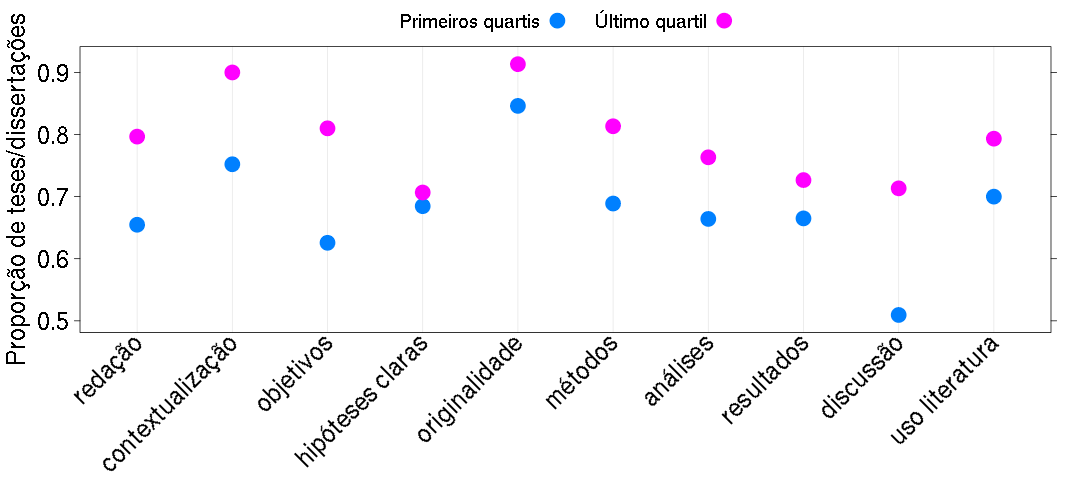 Primeiros quartis Último quartil
Proporção de teses/dissertações
0.9
0.8
0.7
0.6
0.5
redação
contextualização
objetivos
hipóteses claras
originalidade
métodos
análises
resultados
discussão
uso literatura